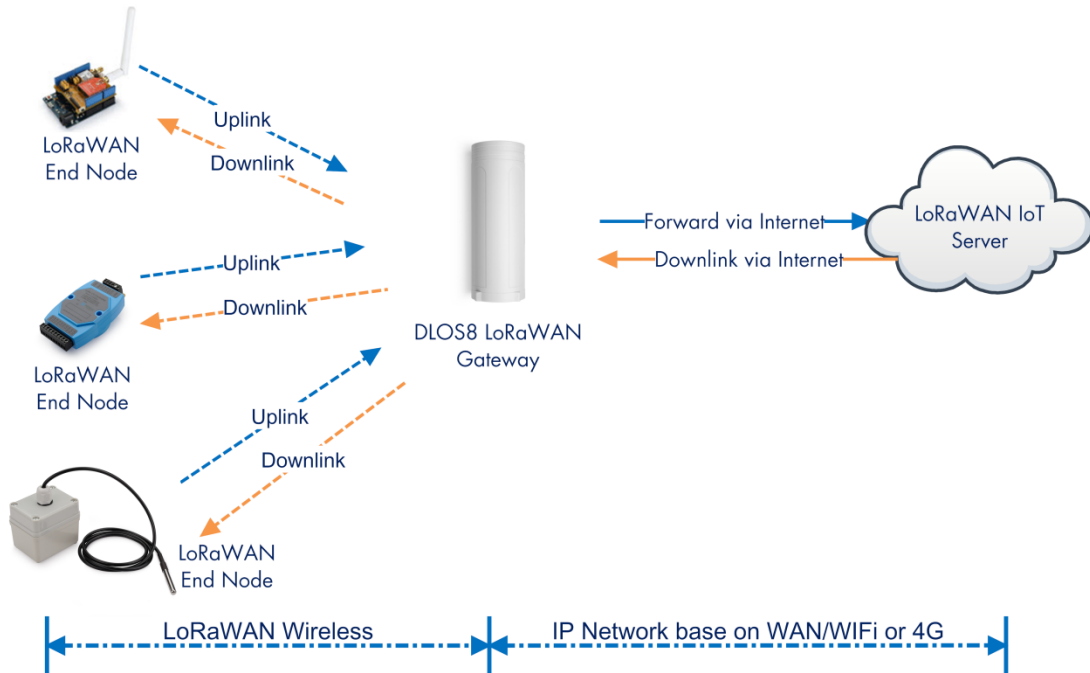 LoRaWAN
End Node
Uplink
Downlink
LoRaWAN
End Node
Uplink
Downlink
LoRaWAN
End Node
Uplink
Downlink
DLOS8 LoRaWAN
Gateway
Forward via Internet
Downlink via Internet
LoRaWAN IoT
Server
LoRaWAN Wireless
IP Network base on WAN/WIFi or 4G